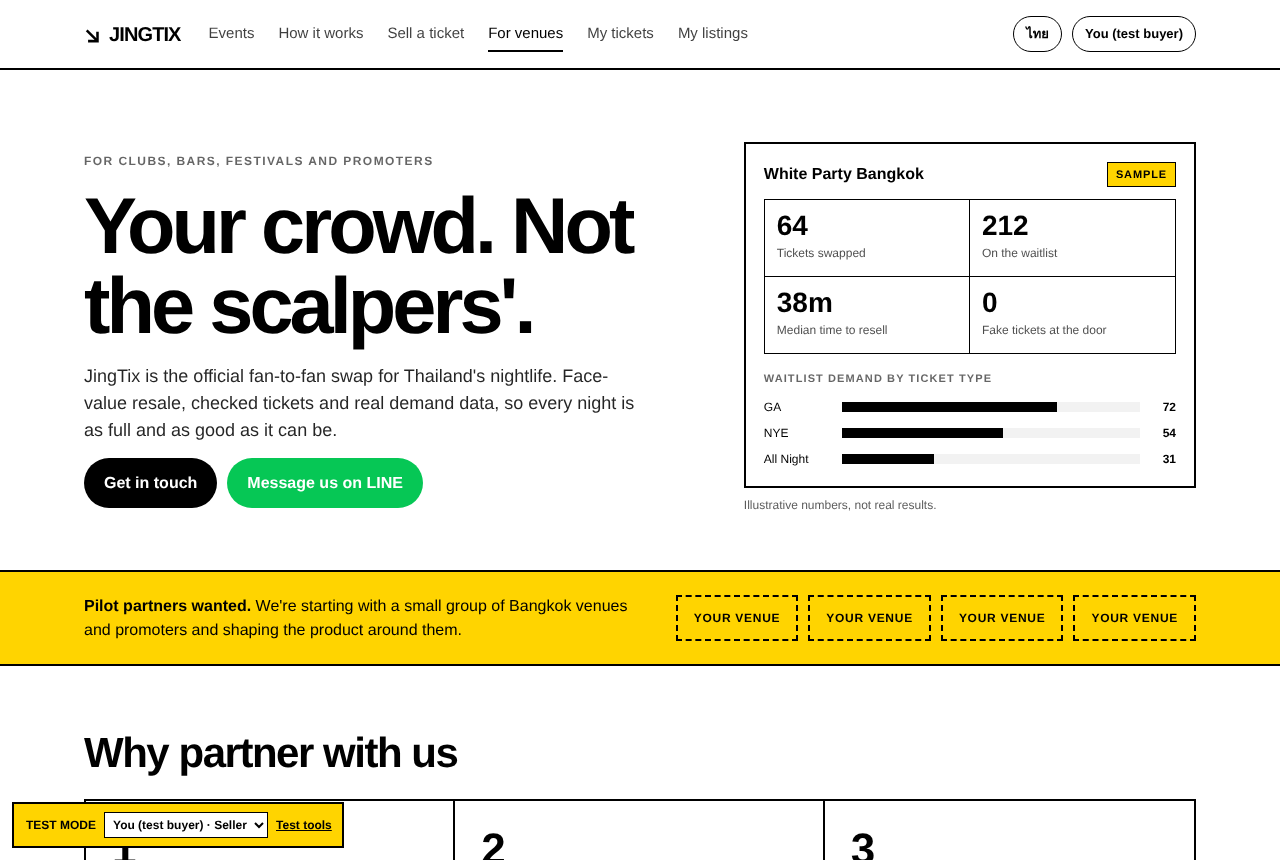 JINGTIX
Events
How it works
Sell a ticket
For venues
My tickets
My listings
ไทย
You (test buyer)
FOR CLUBS, BARS, FESTIVALS AND PROMOTERS
Your crowd. Not
the scalpers'.
JingTix is the official fan-to-fan swap for Thailand's nightlife. Face-
value resale, checked tickets and real demand data, so every night is
as full and as good as it can be.
Get in touch
Message us on LINE
White Party Bangkok
SAMPLE
64
Tickets swapped
212
On the waitlist
38m
Median time to resell
0
Fake tickets at the door
WAITLIST DEMAND BY TICKET TYPE
GA 72
NYE 54
All Night 31
Illustrative numbers, not real results.
Pilot partners wanted. We're starting with a small group of Bangkok venues
and promoters and shaping the product around them.
YOUR VENUE
YOUR VENUE
YOUR VENUE
YOUR VENUE
Why partner with us
1
2
3
TEST MODE
You (test buyer) · Seller
Test tools